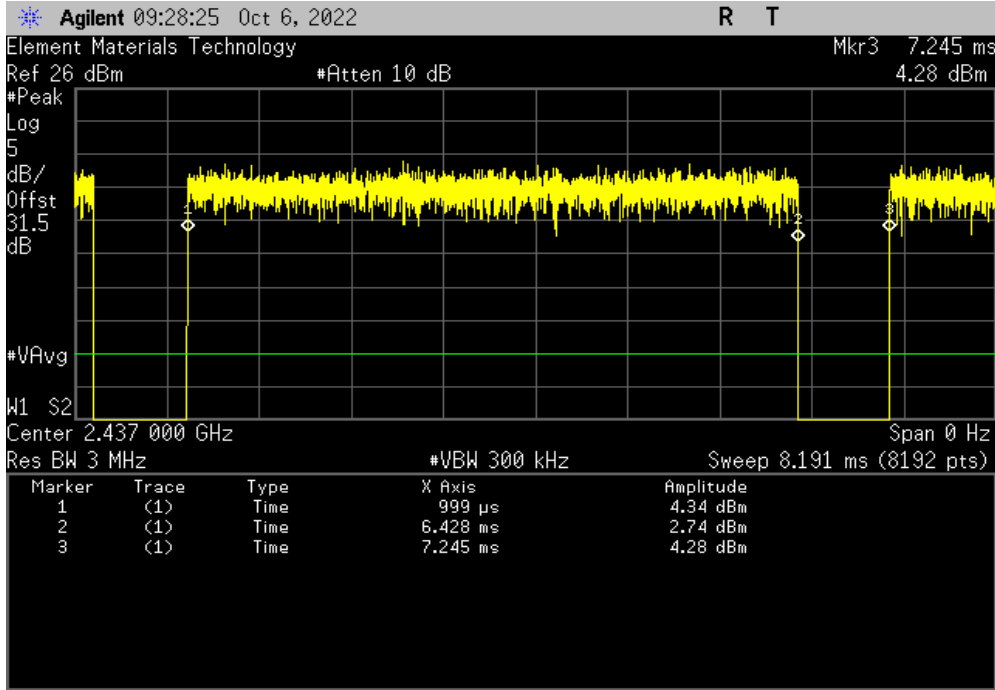 Agilent 09:28:25 Oct 6, 2022 R T
Element Materials Technology Mkr3 7.245 ms
Ref 26 dBm #Atten 10 dB 4.28 dBm
#Peak
Log
5
dB/
Offst
31.5
dB
1 2 3
#VAvg
W1 S2
Center 2.437 000 GHz Span 0 Hz
Res BW 3 MHz #VBW 300 kHz Sweep 8.191 ms (8192 pts)
Marker Trace Type X Axis Amplitude
1 (1) Time 999 µs 4.34 dBm
2 (1) Time 6.428 ms 2.74 dBm
3 (1) Time 7.245 ms 4.28 dBm